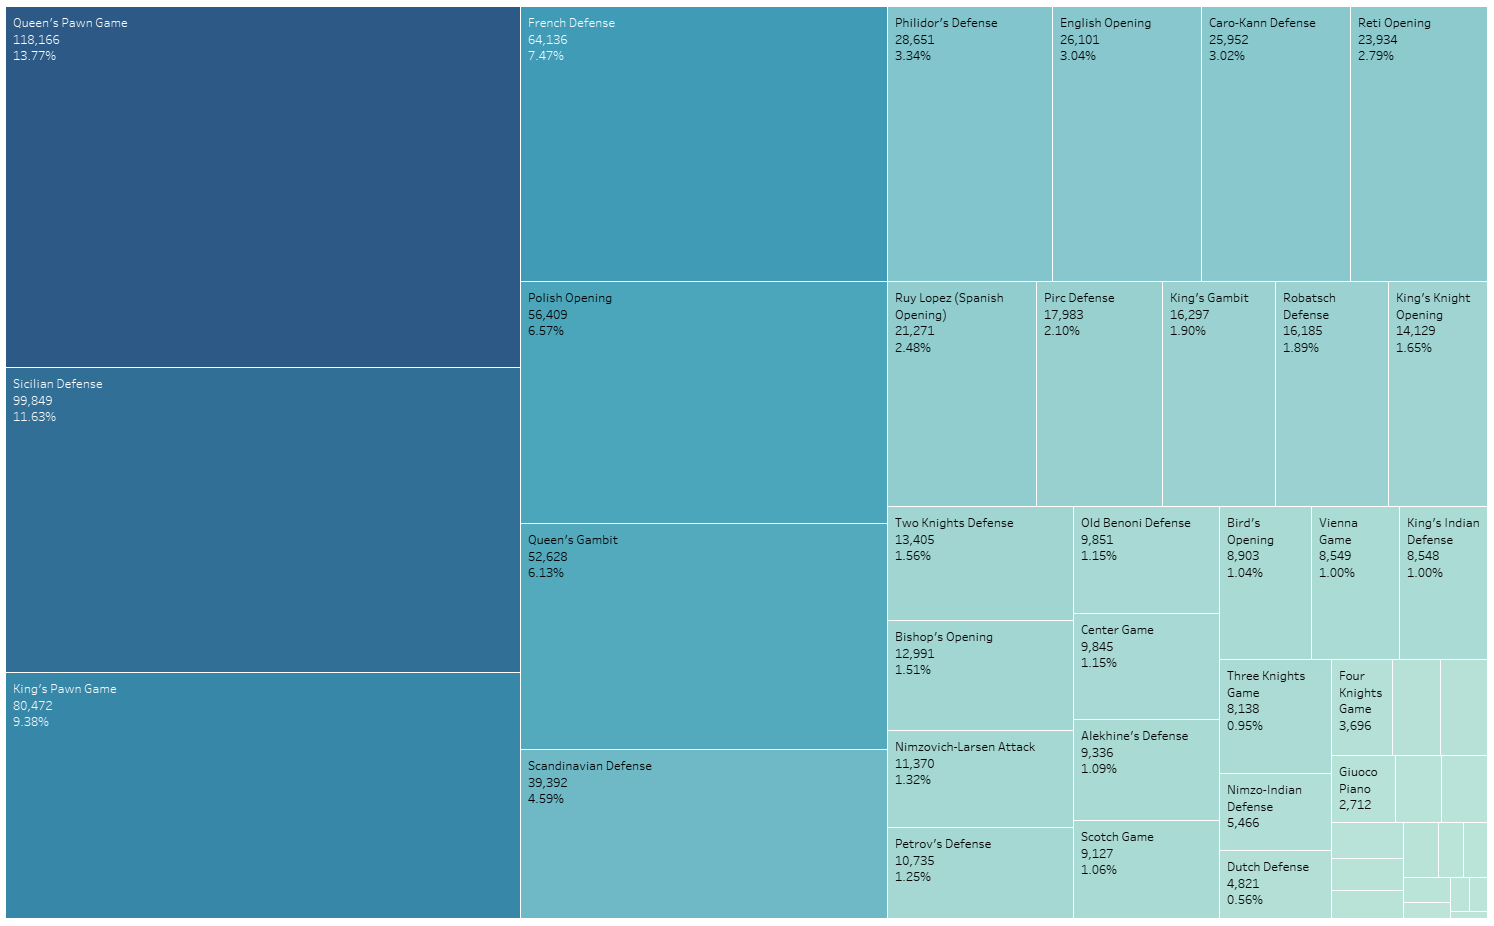 Queen's Pawn Game
118,166
13.77%
Sicilian Defense
99,849
11.63%
King's Pawn Game
80,472
9.38%
French Defense
64,136
7.47%
Polish Opening
56,409
6.57%
Queen's Gambit
52,628
6.13%
Scandinavian Defense
39,392
4.59%
Philidor's Defense
28,651
3.34%
English Opening
26,101
3.04%
Caro-Kann Defense
25,952
3.02%
Reti Opening
23,934
2.79%
Ruy Lopez (Spanish
Opening)
21,271
2.48%
Pirc Defense
17,983
2.10%
King's Gambit
16,297
1.90%
Robatsch
Defense
16,185
1.89%
King's Knight
Opening
14,129
1.65%
Two Knights Defense
13,405
1.56%
Bishop's Opening
12,991
1.51%
Nimzovich-Larsen Attack
11,370
1.32%
Petrov's Defense
10,735
1.25%
Old Benoni Defense
9,851
1.15%
Center Game
9,845
1.15%
Alekhine's Defense
9,336
1.09%
Scotch Game
9,127
1.06%
Bird's
Opening
8,903
1.04%
Vienna
Game
8,549
1.00%
King's Indian
Defense
8,548
1.00%
Three Knights
Game
8,138
0.95%
Nimzo-Indian
Defense
5,466
Dutch Defense
4,821
0.56%
Four
Knights
Game
3,696
Giuoco
Piano
2,712